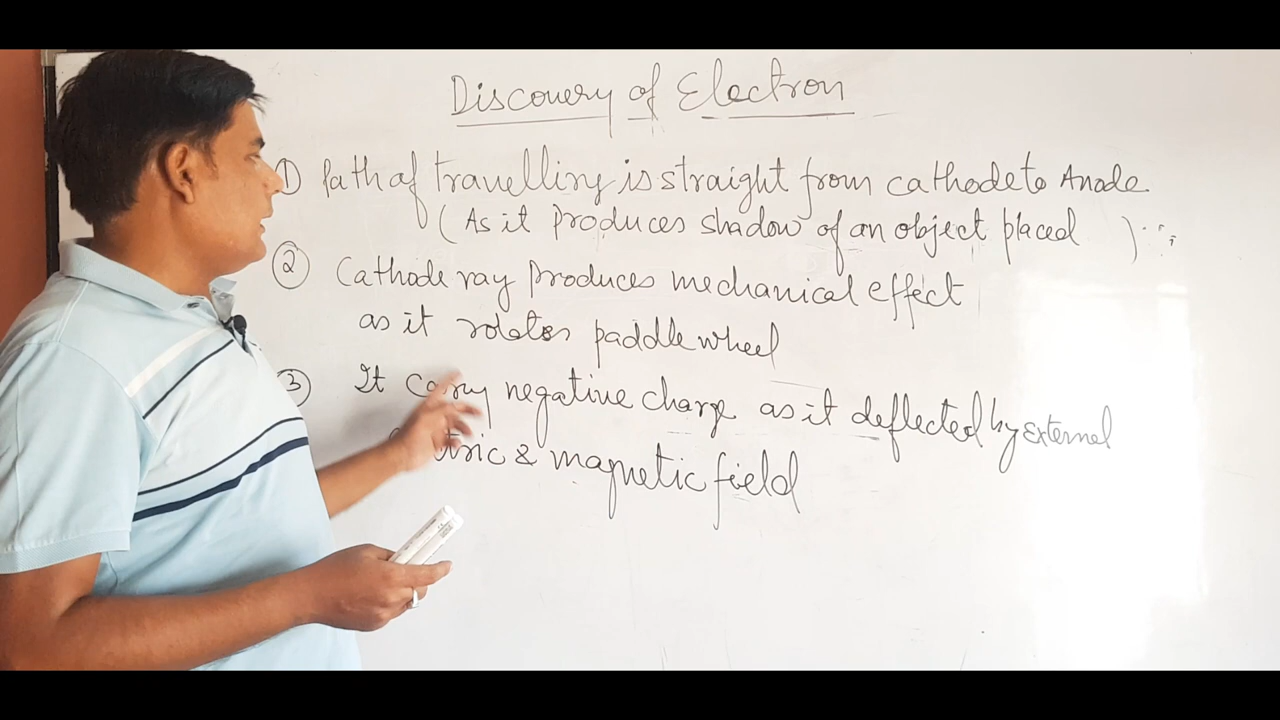 Discovery of Electron
① Path of travelling is straight from cathode to Anode
(As it produces shadow of an object placed )∵
② Cathode ray produces mechanical effect
as it rotates paddle wheel
③ It carry negative charge as it deflected by External
& magnetic field